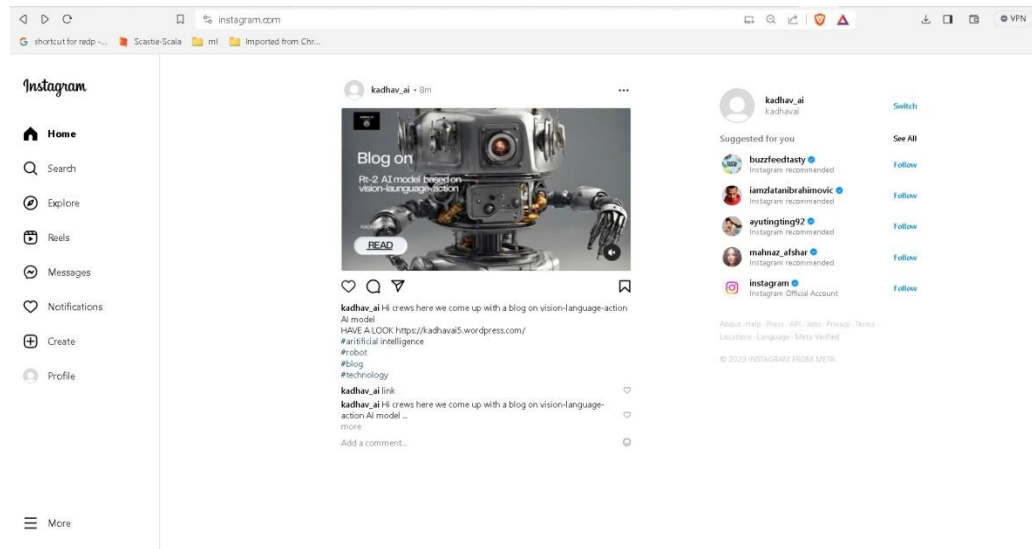 instagram.com
VPN
shortcut for redp -...
Scastie-Scala
ml
Imported from Chr...
Instagram
Home
Search
Explore
Reels
Messages
Notifications
Create
Profile
More
kadhav_ai • 8m
Blog on
Rt-2 AI model based on
vision-launguage-action
READ
kadhav_ai Hi crews here we come up with a blog on vision-language-action
AI model
HAVE A LOOK https://kadhavai5.wordpress.com/
#aritificial intelligence
#robot
#blog
#technology
kadhav_ai link
kadhav_ai Hi crews here we come up with a blog on vision-language-
action AI model ...
more
Add a comment...
kadhav_ai
kadhavai
Switch
Suggested for you
See All
buzzfeedtasty
Instagram recommended
Follow
iamzlatanibrahimovic
Instagram recommended
Follow
ayutingting92
Instagram recommended
Follow
mahnaz_afshar
Instagram recommended
Follow
instagram
Instagram Official Account
Follow
About · Help · Press · API · Jobs · Privacy · Terms ·
Locations · Language · Meta Verified
© 2023 INSTAGRAM FROM META